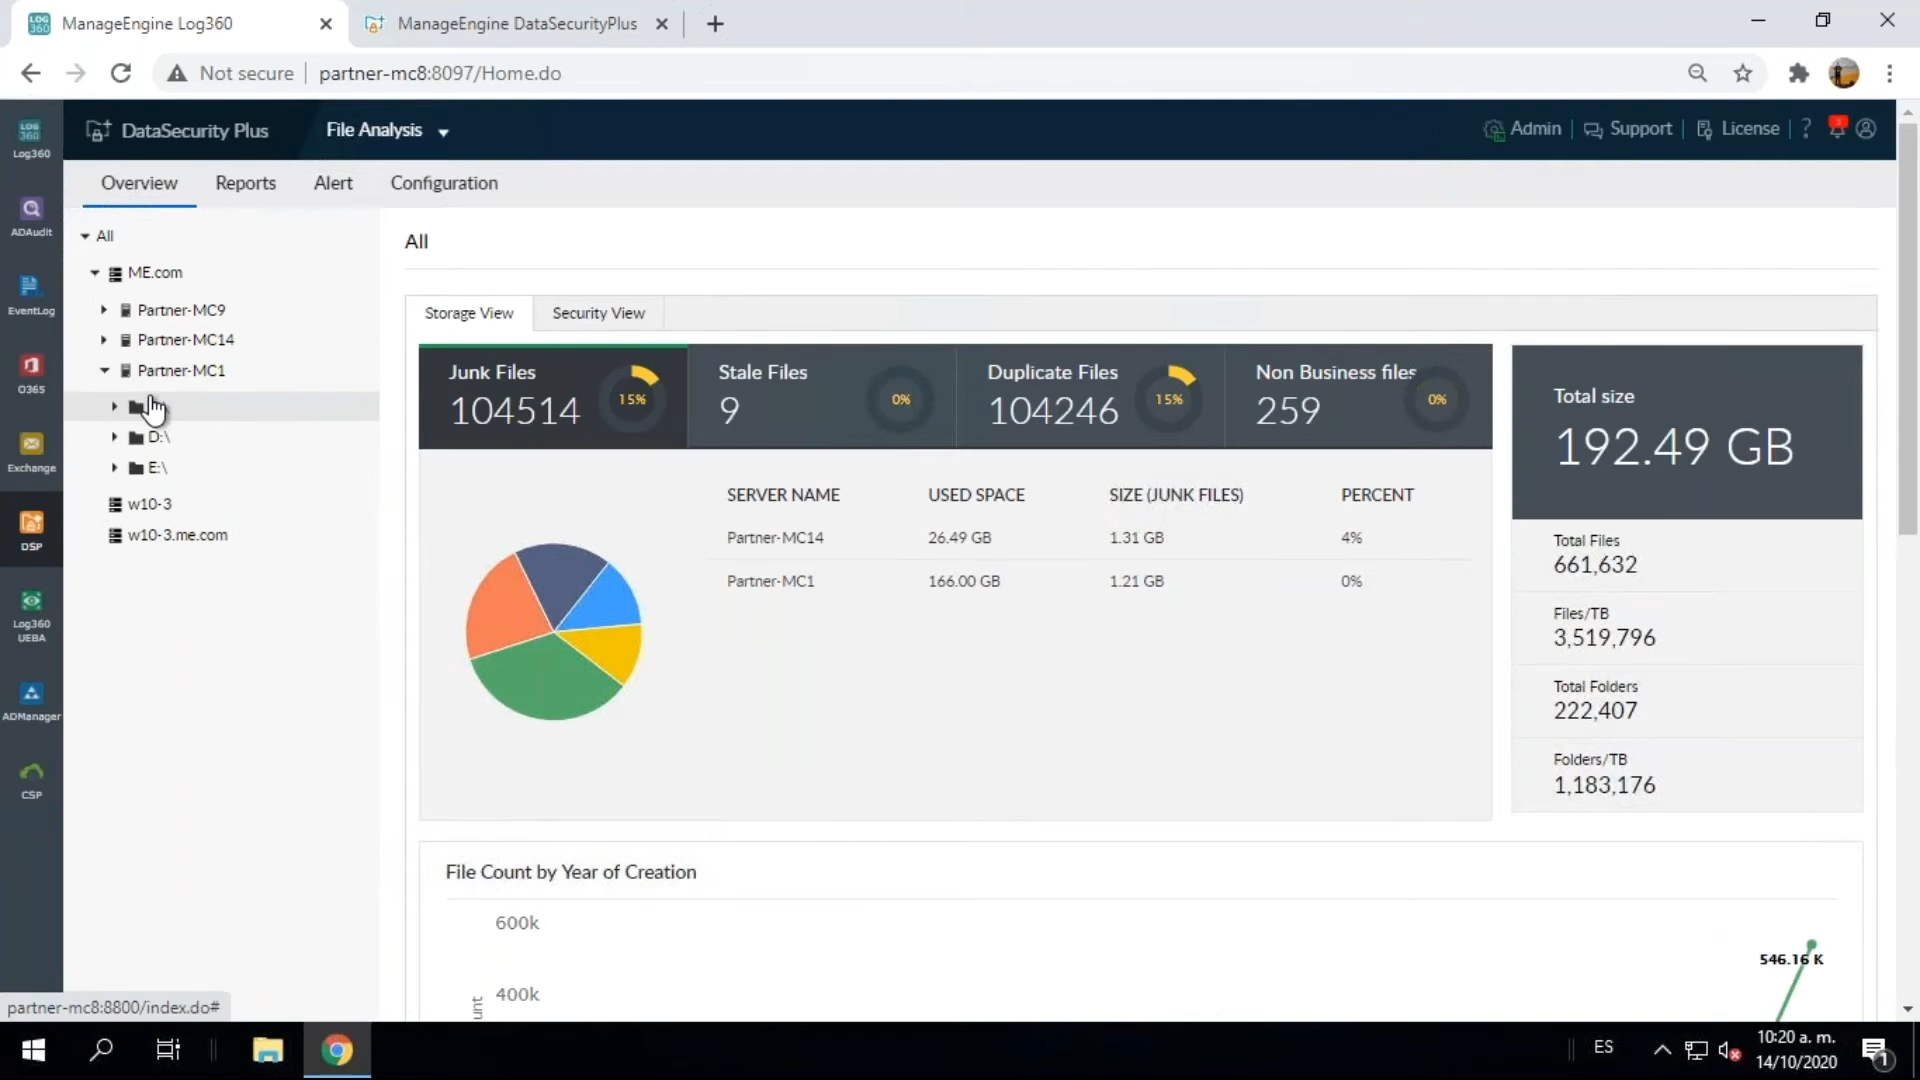 ManageEngine Log360
ManageEngine DataSecurityPlus
Not secure | partner-mc8:8097/Home.do
LOG 360
Log360
DataSecurity Plus
File Analysis
Admin
Support
License
?
3
Overview
Reports
Alert
Configuration
ADAudit
EventLog
O365
Exchange
DSP
Log360
UEBA
ADManager
CSP
All
ME.com
Partner-MC9
Partner-MC14
Partner-MC1
D:\
E:\
w10-3
w10-3.me.com
All
Storage View
Security View
Junk Files
104514
15%
Stale Files
9
0%
Duplicate Files
104246
15%
Non Business files
259
0%
Total size
192.49 GB
SERVER NAME USED SPACE SIZE (JUNK FILES) PERCENT
Partner-MC14 26.49 GB 1.31 GB 4%
Partner-MC1 166.00 GB 1.21 GB 0%
Total Files
661,632
Files/TB
3,519,796
Total Folders
222,407
Folders/TB
1,183,176
File Count by Year of Creation
600k
400k
546.16 K
partner-mc8:8800/index.do#
ES
10:20 a. m.
14/10/2020
1